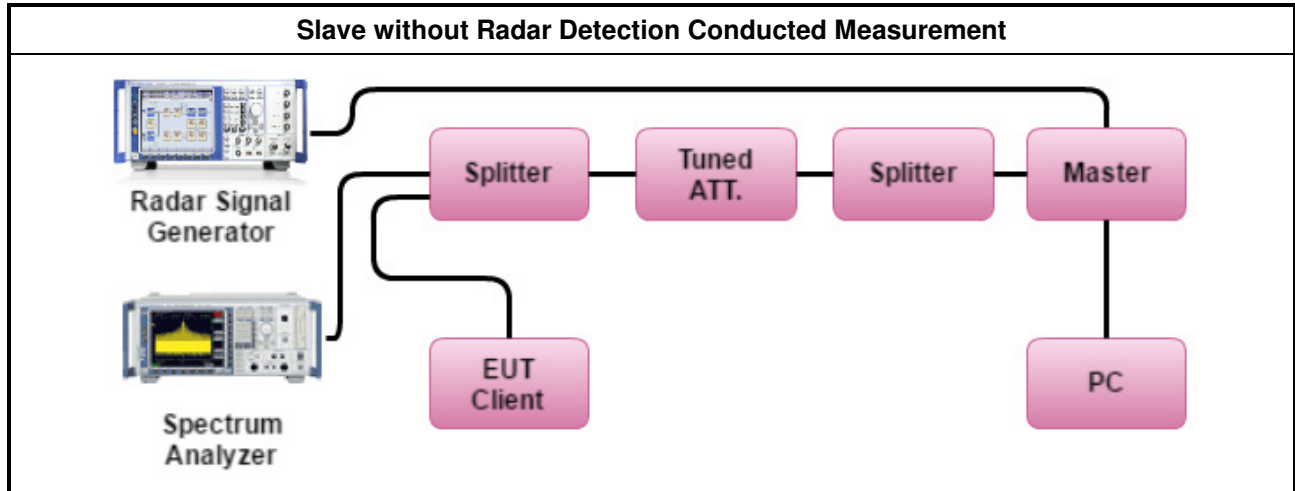 Slave without Radar Detection Conducted Measurement
Radar Signal
Generator
Splitter
Tuned
ATT.
Splitter
Master
Spectrum
Analyzer
EUT
Client
PC